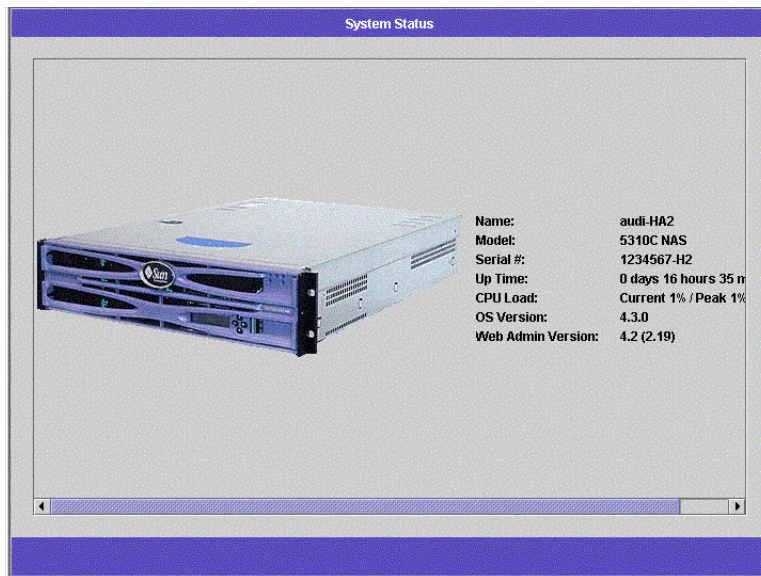 System Status
Sun
Name: audi-HA2
Model: 5310C NAS
Serial #: 1234567-H2
Up Time: 0 days 16 hours 35
CPU Load: Current 1% / Peak 1%
OS Version: 4.3.0
Web Admin Version: 4.2 (2.19)